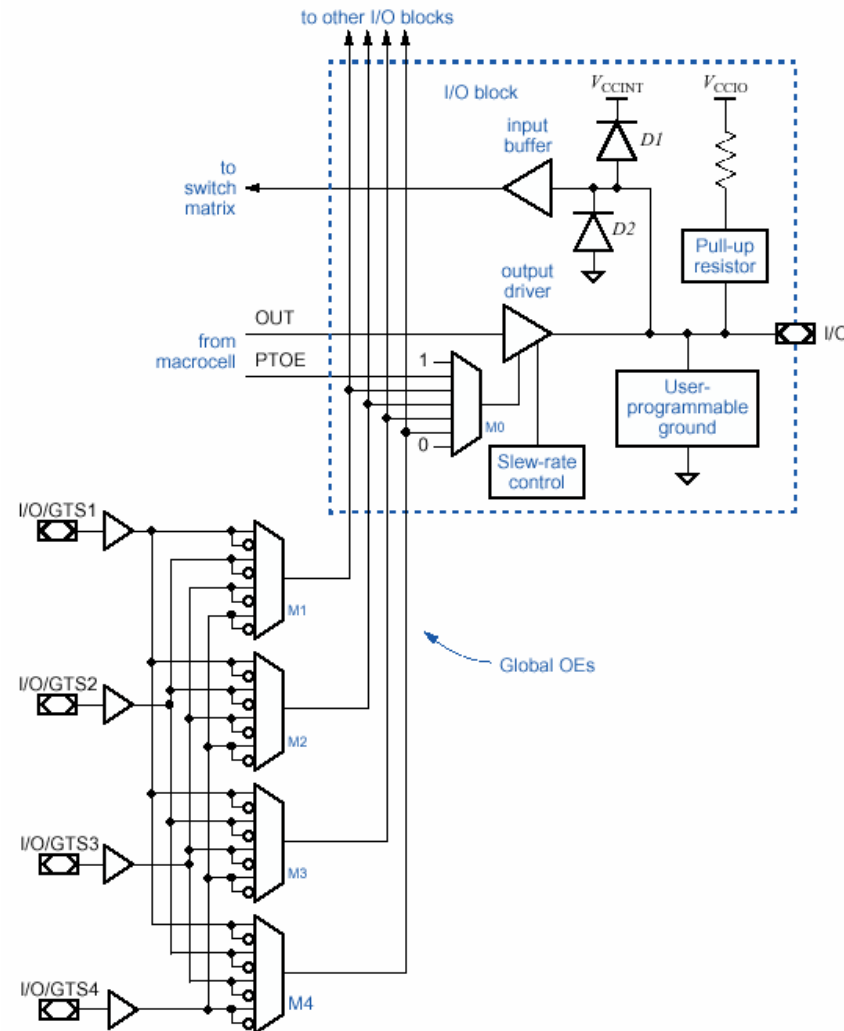 to other I/O blocks
I/O block
V_CCINT
V_CCIO
input
buffer
D1
to
switch
matrix
D2
Pull-up
resistor
output
driver
OUT
I/O
from
macrocell
PTOE
1
User-
programmable
ground
M0
0
Slew-rate
control
I/O/GTS1
M1
Global OEs
I/O/GTS2
M2
I/O/GTS3
M3
I/O/GTS4
M4